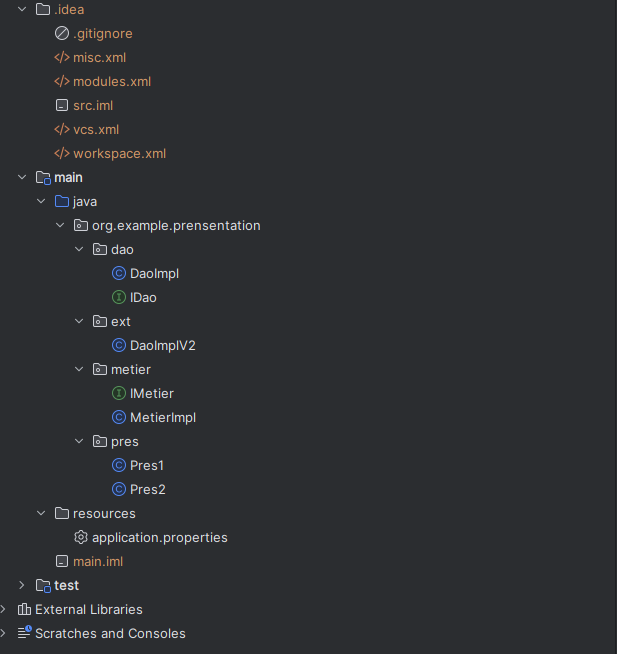 .idea
.gitignore
misc.xml
modules.xml
src.iml
vcs.xml
workspace.xml
main
java
org.example.prensentation
dao
DaoImpl
IDao
ext
DaoImplV2
metier
IMetier
MetierImpl
pres
Pres1
Pres2
resources
application.properties
main.iml
test
External Libraries
Scratches and Consoles